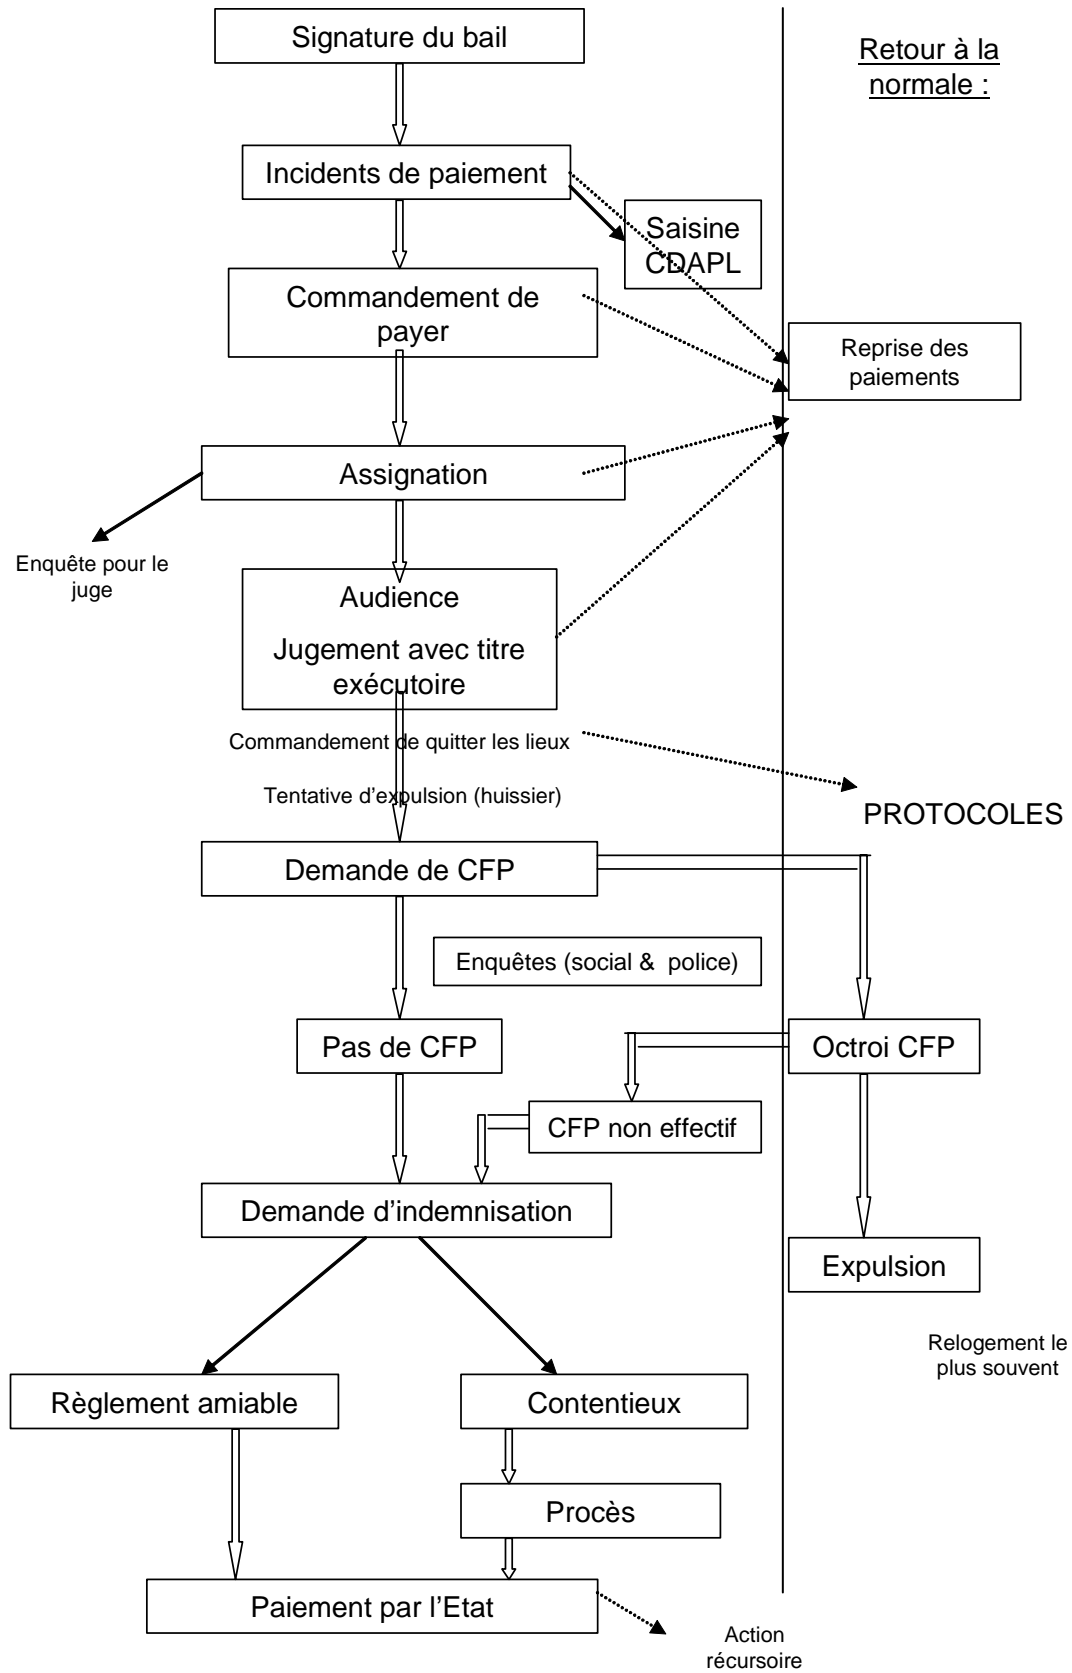 Signature du bail
Retour à la
normale :
Incidents de paiement
Saisine
CDAPL
Commandement de
payer
Reprise des
paiements
Assignation
Enquête pour le
juge
Audience
Jugement avec titre
exécutoire
Commandement de quitter les lieux
Tentative d'expulsion (huissier)
PROTOCOLES
Demande de CFP
Enquêtes (social & police)
Pas de CFP
Octroi CFP
CFP non effectif
Demande d'indemnisation
Expulsion
Relogement le
plus souvent
Règlement amiable
Contentieux
Procès
Paiement par l'Etat
Action
récursoire